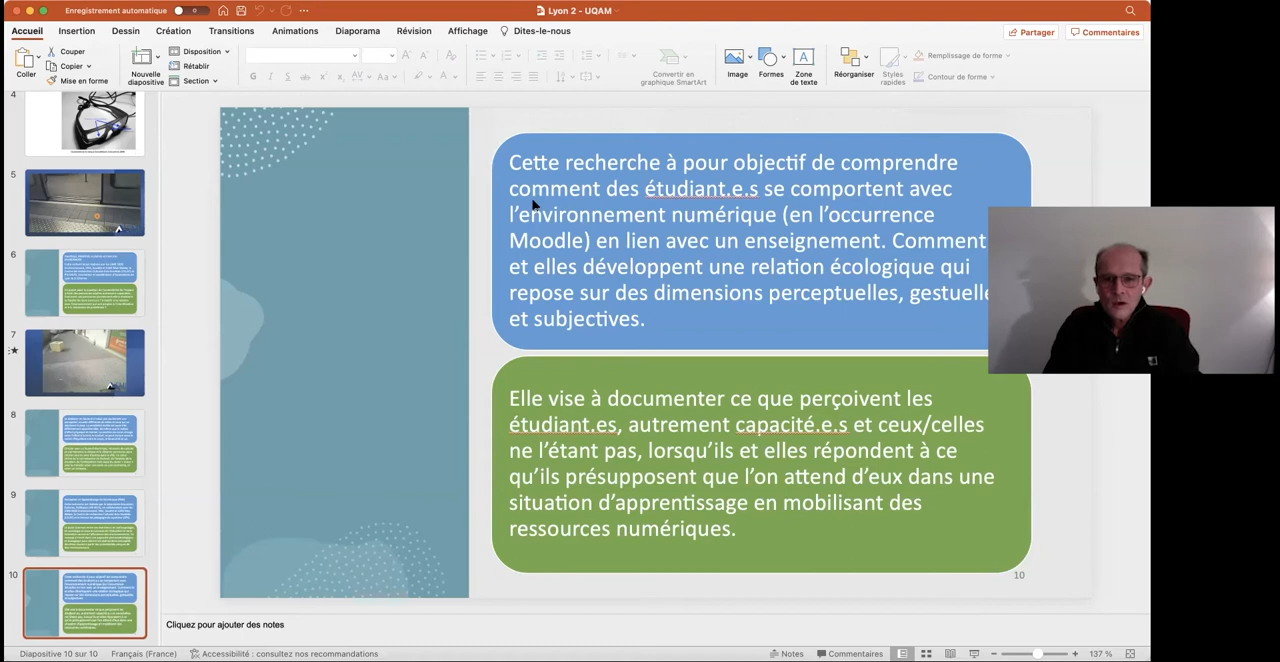 Enregistrement automatique
Lyon 2 – UQAM
Accueil Insertion Dessin Création Transitions Animations Diaporama Révision Affichage Dites-le-nous
Partager Commentaires
Coller
Couper
Copier
Mise en forme
Nouvelle
diapositive
Disposition
Rétablir
Section
Convertir en
graphique SmartArt
Image
Formes
Zone
de texte
Réorganiser
Styles
rapides
Remplissage de forme
Contour de forme
4
5
6
7
8
9
10
Cette recherche à pour objectif de comprendre
comment des étudiant.e.s se comportent avec
l'environnement numérique (en l'occurrence
Moodle) en lien avec un enseignement. Comment
et elles développent une relation écologique qui
repose sur des dimensions perceptuelles, gestuelle
et subjectives.
Elle vise à documenter ce que perçoivent les
étudiant.es, autrement capacité.e.s et ceux/celles
ne l'étant pas, lorsqu'ils et elles répondent à ce
qu'ils présupposent que l'on attend d'eux dans une
situation d'apprentissage en mobilisant des
ressources numériques.
10
Cliquez pour ajouter des notes
Diapositive 10 sur 10 Français (France) Accessibilité : consultez nos recommandations Notes Commentaires 137 %